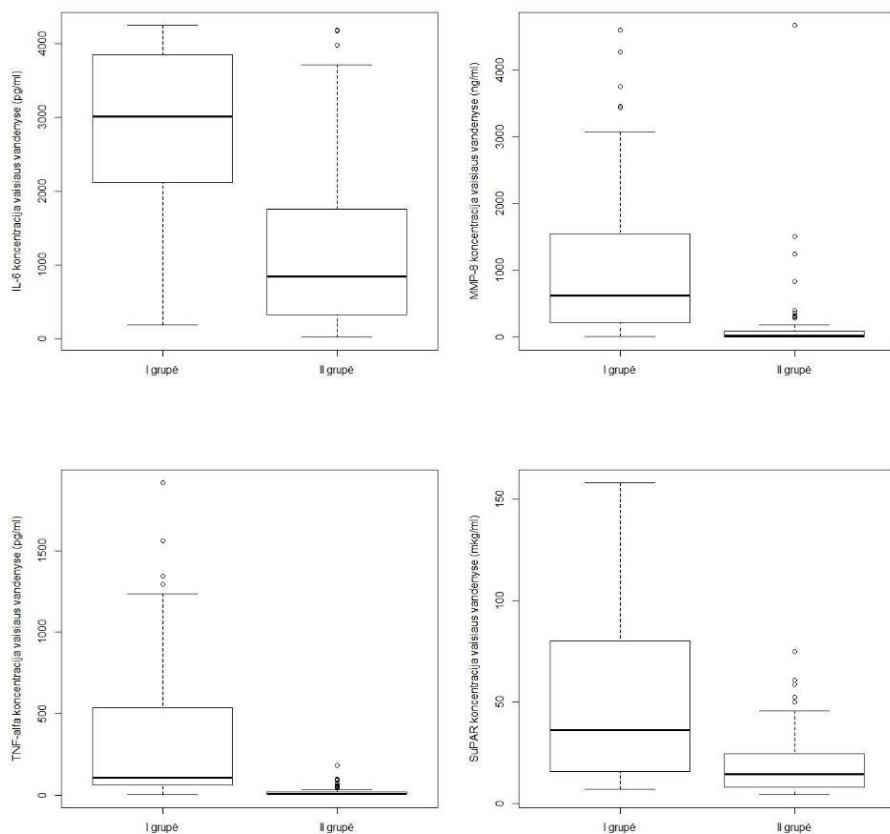 IL-6 koncentracija vaisiaus vandenyse (pg/ml)
4000
3000
2000
1000
0
I grupė
II grupė
MMP-8 koncentracija vaisiaus vandenyse (ng/ml)
4000
3000
2000
1000
0
I grupė
II grupė
TNF-alfa koncentracija vaisiaus vandenyse (pg/ml)
1500
1000
500
0
I grupė
II grupė
SuPAR koncentracija vaisiaus vandenyse (mkg/ml)
150
100
50
0
I grupė
II grupė